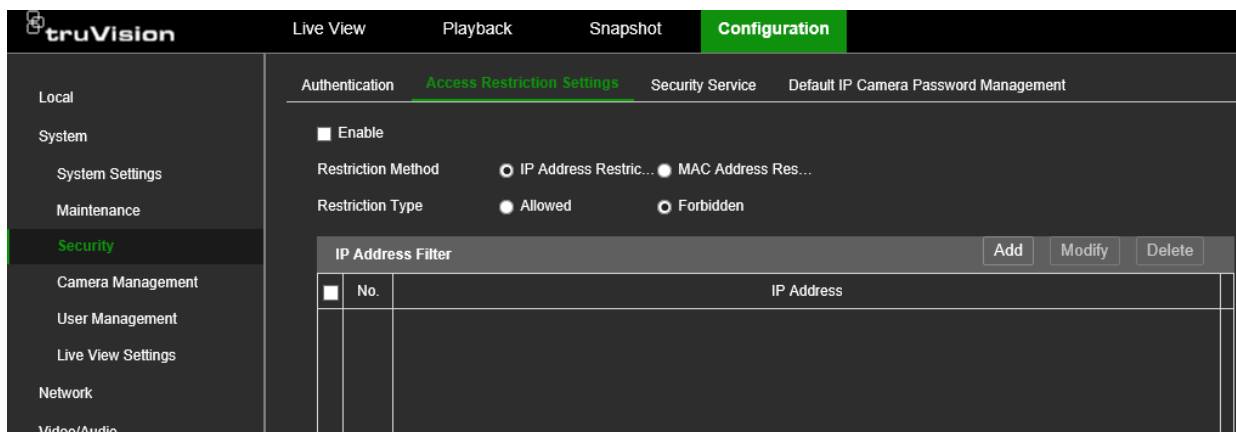 truVision Live View Playback Snapshot Configuration
Authentication Access Restriction Settings Security Service Default IP Camera Password Management
Local
System
System Settings
Maintenance
Security
Camera Management
User Management
Live View Settings
Network
Video/Audio
Enable
Restriction Method IP Address Restric... MAC Address Res...
Restriction Type Allowed Forbidden
IP Address Filter Add Modify Delete
No. IP Address